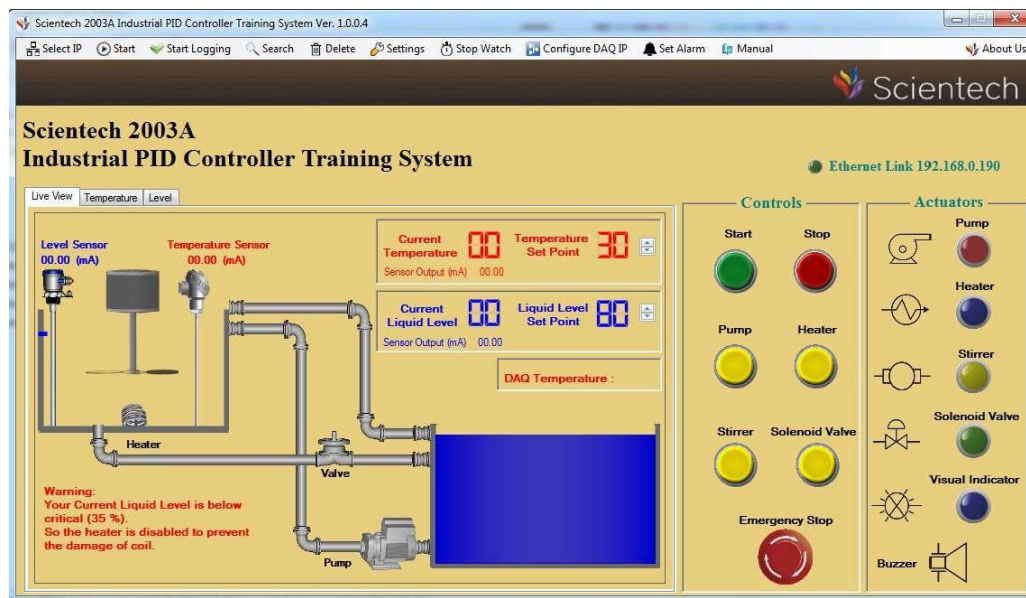 Scientech 2003A Industrial PID Controller Training System Ver. 1.0.0.4
Select IP Start Start Logging Search Delete Settings Stop Watch Configure DAQ IP Set Alarm Manual About Us
Scientech
Scientech 2003A
Industrial PID Controller Training System
Ethernet Link 192.168.0.190
Live View Temperature Level
Level Sensor
00.00 (mA)
Temperature Sensor
00.00 (mA)
Current
Temperature
00
Temperature
Set Point
30
Sensor Output (mA) 00.00
Current
Liquid Level
00
Liquid Level
Set Point
80
Sensor Output (mA) 00.00
DAQ Temperature :
Heater
Valve
Pump
Warning:
Your Current Liquid Level is below
critical (35 %).
So the heater is disabled to prevent
the damage of coil.
Controls
Start Stop
Pump Heater
Stirrer Solenoid Valve
Emergency Stop
Actuators
Pump
Heater
Stirrer
Solenoid Valve
Visual Indicator
Buzzer